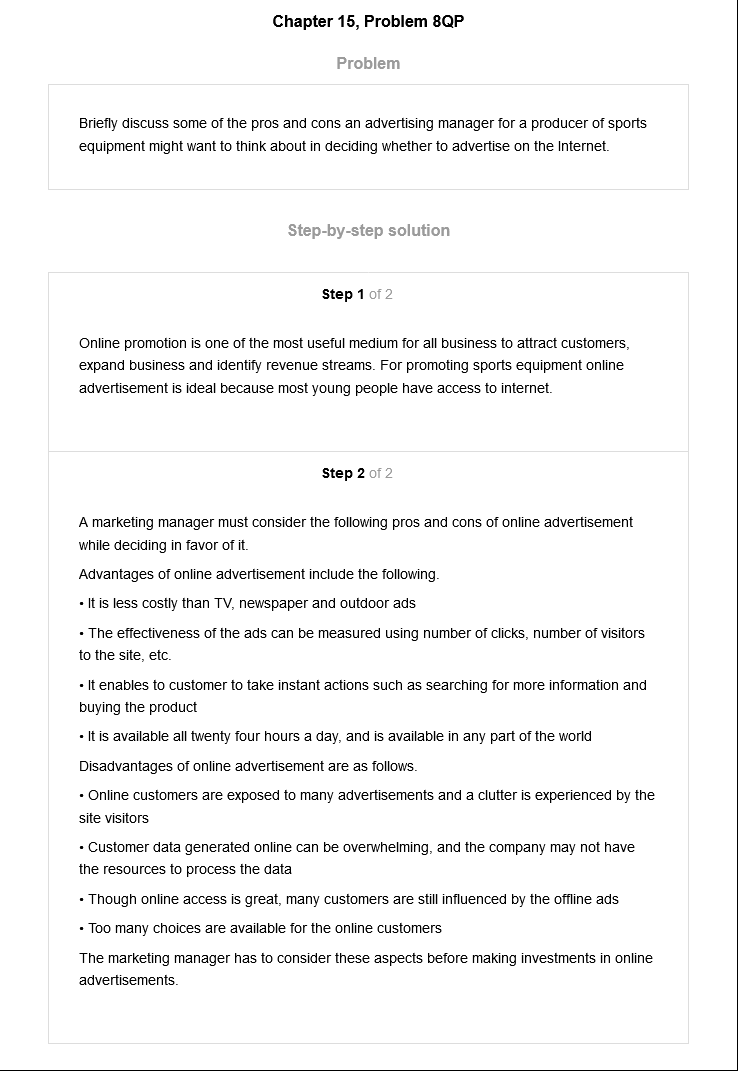 Chapter 15, Problem 8QP
Problem
Briefly discuss some of the pros and cons an advertising manager for a producer of sports
equipment might want to think about in deciding whether to advertise on the Internet.
Step-by-step solution
Step 1 of 2
Online promotion is one of the most useful medium for all business to attract customers,
expand business and identify revenue streams. For promoting sports equipment online
advertisement is ideal because most young people have access to internet.
Step 2 of 2
A marketing manager must consider the following pros and cons of online advertisement
while deciding in favor of it.
Advantages of online advertisement include the following.
• It is less costly than TV, newspaper and outdoor ads
• The effectiveness of the ads can be measured using number of clicks, number of visitors
to the site, etc.
• It enables to customer to take instant actions such as searching for more information and
buying the product
• It is available all twenty four hours a day, and is available in any part of the world
Disadvantages of online advertisement are as follows.
• Online customers are exposed to many advertisements and a clutter is experienced by the
site visitors
• Customer data generated online can be overwhelming, and the company may not have
the resources to process the data
• Though online access is great, many customers are still influenced by the offline ads
• Too many choices are available for the online customers
The marketing manager has to consider these aspects before making investments in online
advertisements.